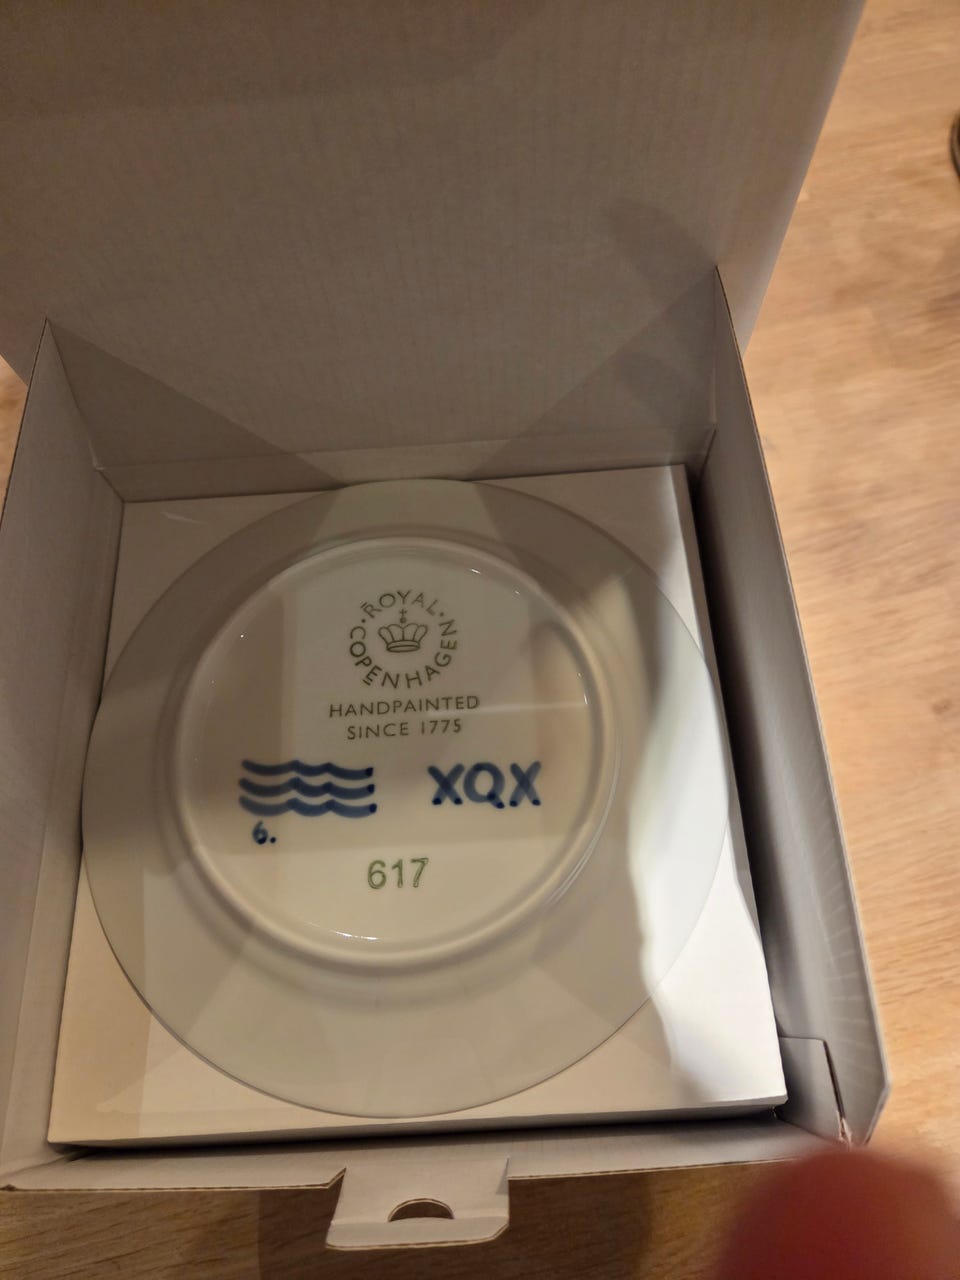 · ROYAL · COPENHAGEN
HANDPAINTED
SINCE 1775
XQX
6.
617